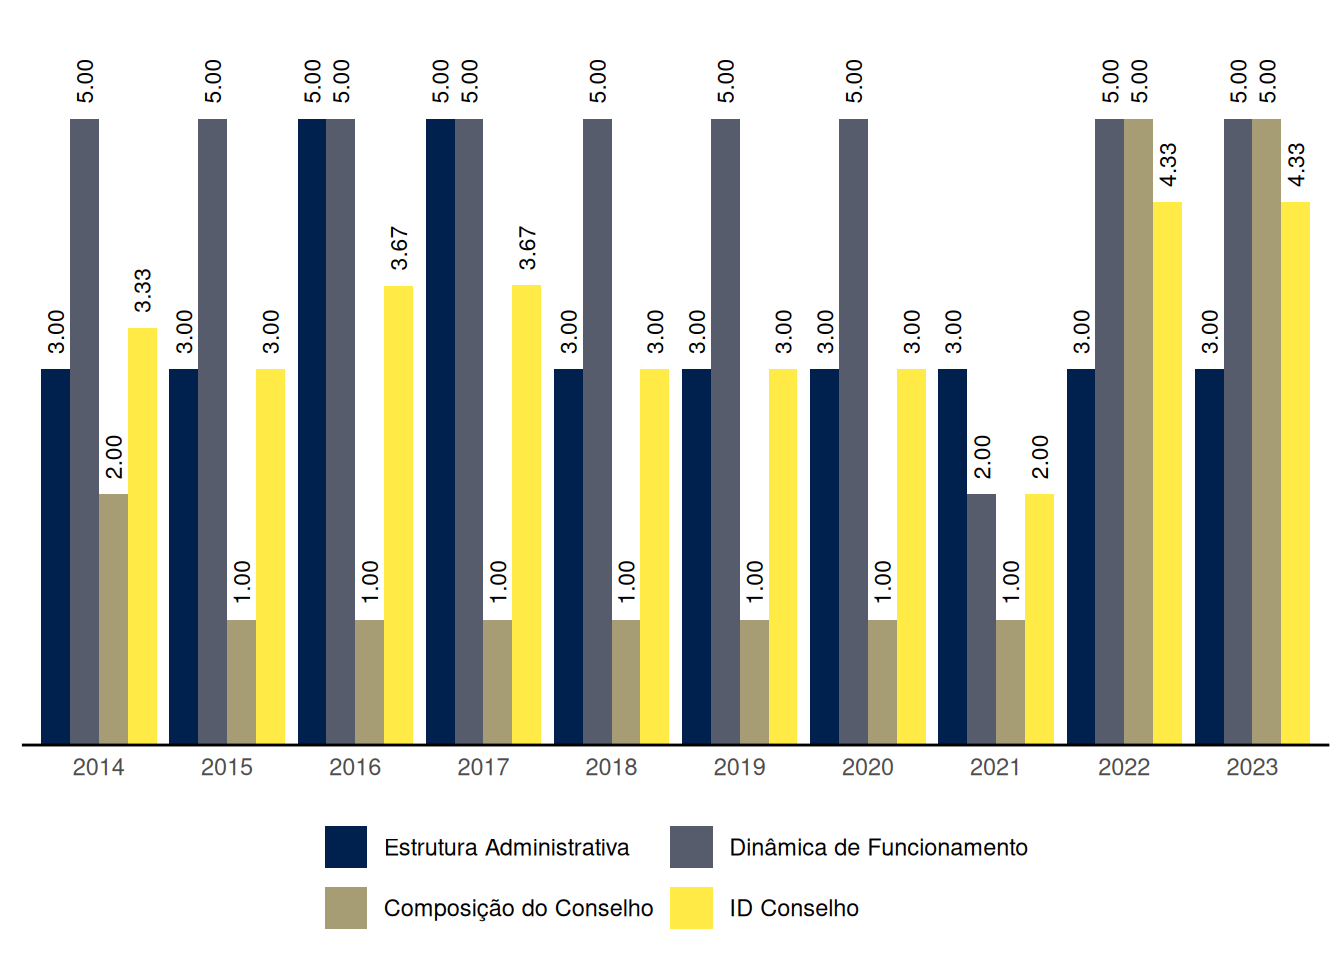 5.00 5.00 5.00 5.00 5.00 5.00 5.00 5.00 5.00 5.00 5.00 5.00 5.00
4.33 4.33
3.67 3.67
3.33
3.00 3.00 3.00 3.00 3.00 3.00 3.00 3.00 3.00 3.00 3.00 3.00
2.00 2.00 2.00
1.00 1.00 1.00 1.00 1.00 1.00 1.00
2014 2015 2016 2017 2018 2019 2020 2021 2022 2023
Estrutura Administrativa Dinâmica de Funcionamento
Composição do Conselho ID Conselho